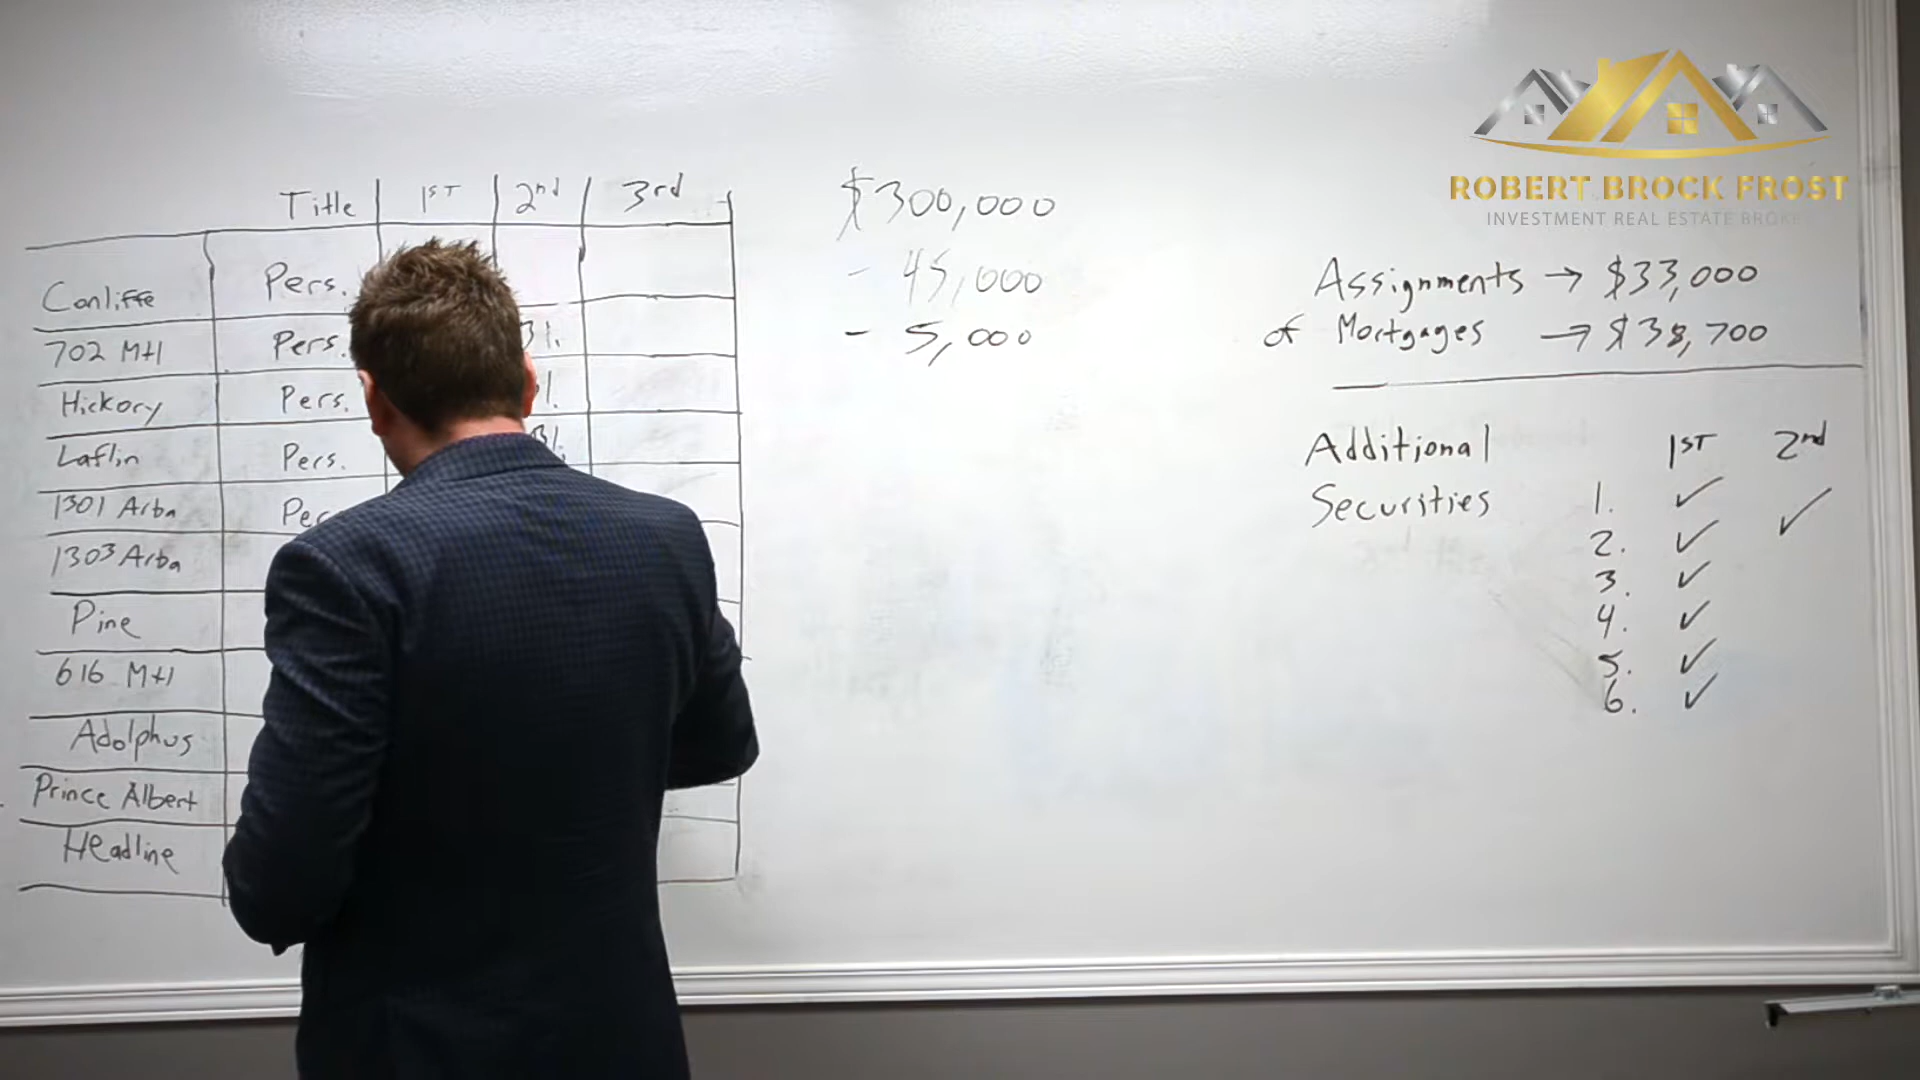 Title 1ST 2nd 3rd
Conliffe Pers.
702 Mtl Pers.
Hickory Pers.
Laflin Pers.
1301 Arba
1303 Arba
Pine
616 Mtl
Adolphus
Prince Albert
Headline
$300,000
- 45,000
- 5,000
ROBERT BROCK FROST
INVESTMENT REAL ESTATE
Assignments → $33,000
of Mortgages → $38,700
Additional 1ST 2nd
Securities 1. ✓
2. ✓ ✓
3. ✓
4. ✓
5. ✓
6. ✓